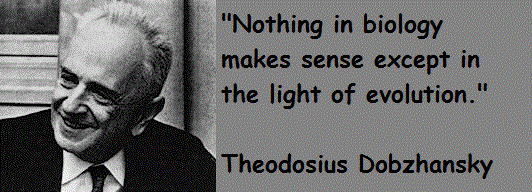 "Nothing in biology
makes sense except in
the light of evolution."
Theodosius Dobzhansky